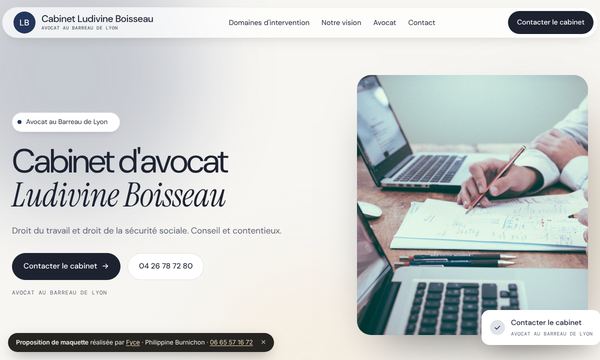 LB
Cabinet Ludivine Boisseau
AVOCAT AU BARREAU DE LYON
Domaines d'intervention
Notre vision
Avocat
Contact
Contacter le cabinet
Avocat au Barreau de Lyon
Cabinet d'avocat
Ludivine Boisseau
Droit du travail et droit de la sécurité sociale. Conseil et contentieux.
Contacter le cabinet →
04 26 78 72 80
AVOCAT AU BARREAU DE LYON
Contacter le cabinet
AVOCAT AU BARREAU DE LYON
Proposition de maquette réalisée par Fyce · Philippine Burnichon · 06 65 57 16 72 ×